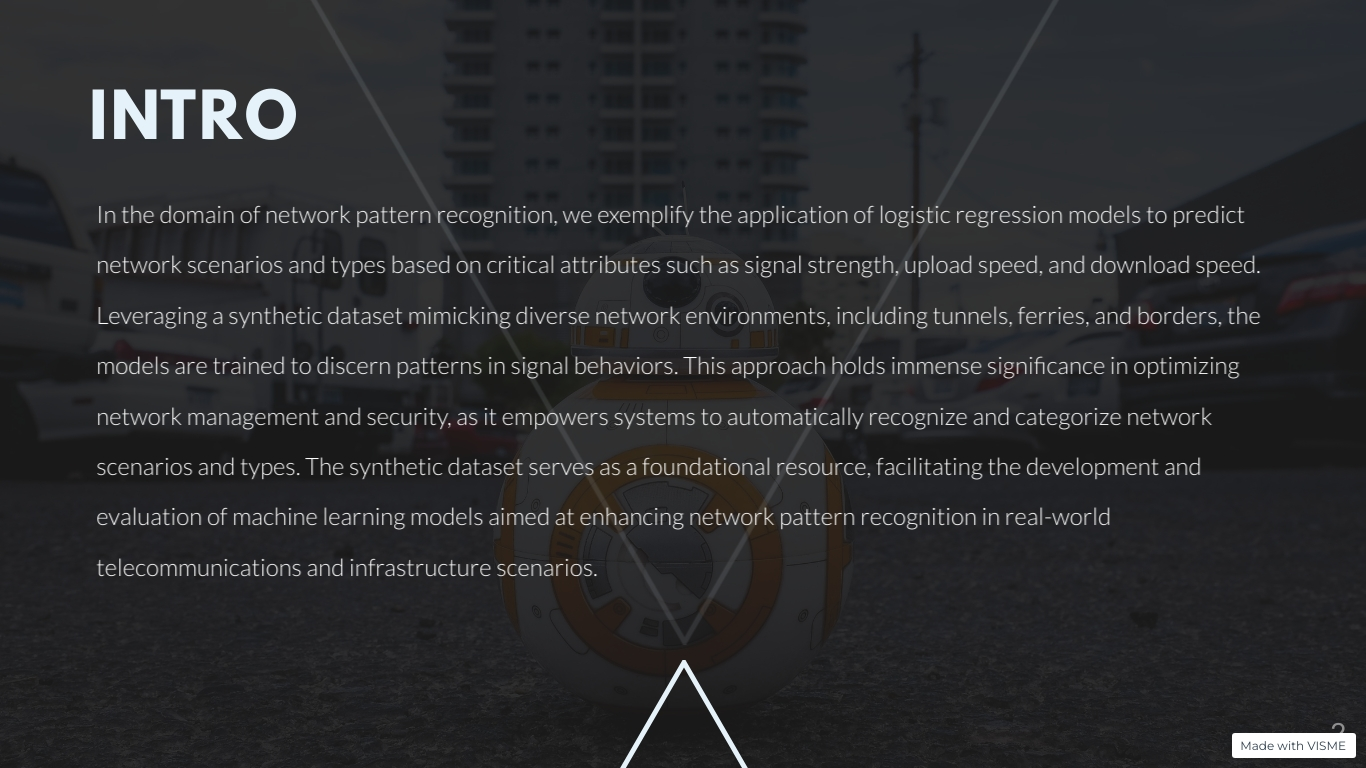 INTRO
In the domain of network pattern recognition, we exemplify the application of logistic regression models to predict
network scenarios and types based on critical attributes such as signal strength, upload speed, and download speed.
Leveraging a synthetic dataset mimicking diverse network environments, including tunnels, ferries, and borders, the
models are trained to discern patterns in signal behaviors. This approach holds immense significance in optimizing
network management and security, as it empowers systems to automatically recognize and categorize network
scenarios and types. The synthetic dataset serves as a foundational resource, facilitating the development and
evaluation of machine learning models aimed at enhancing network pattern recognition in real-world
telecommunications and infrastructure scenarios.
Made with VISME